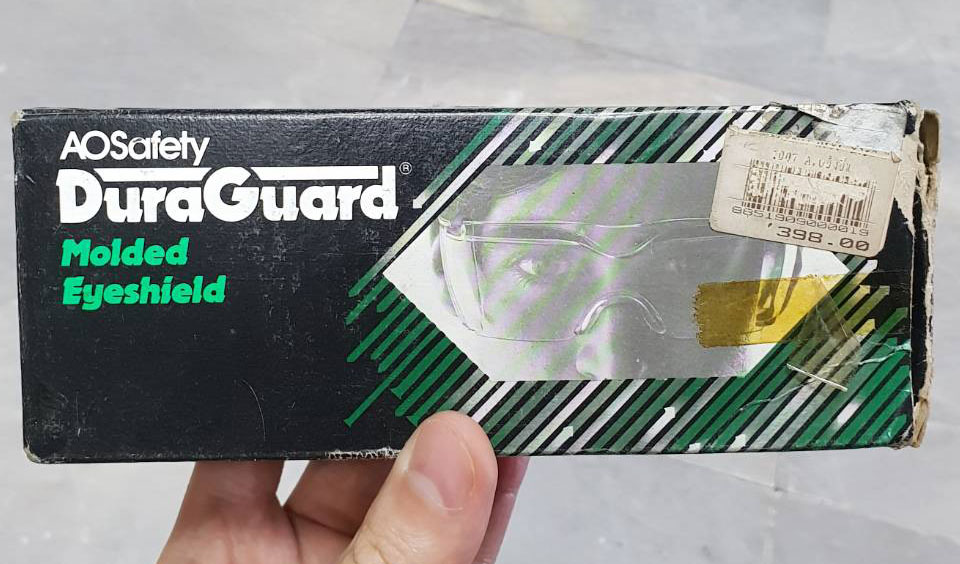 AOSafety
DuraGuard®
Molded
Eyeshield
398.00